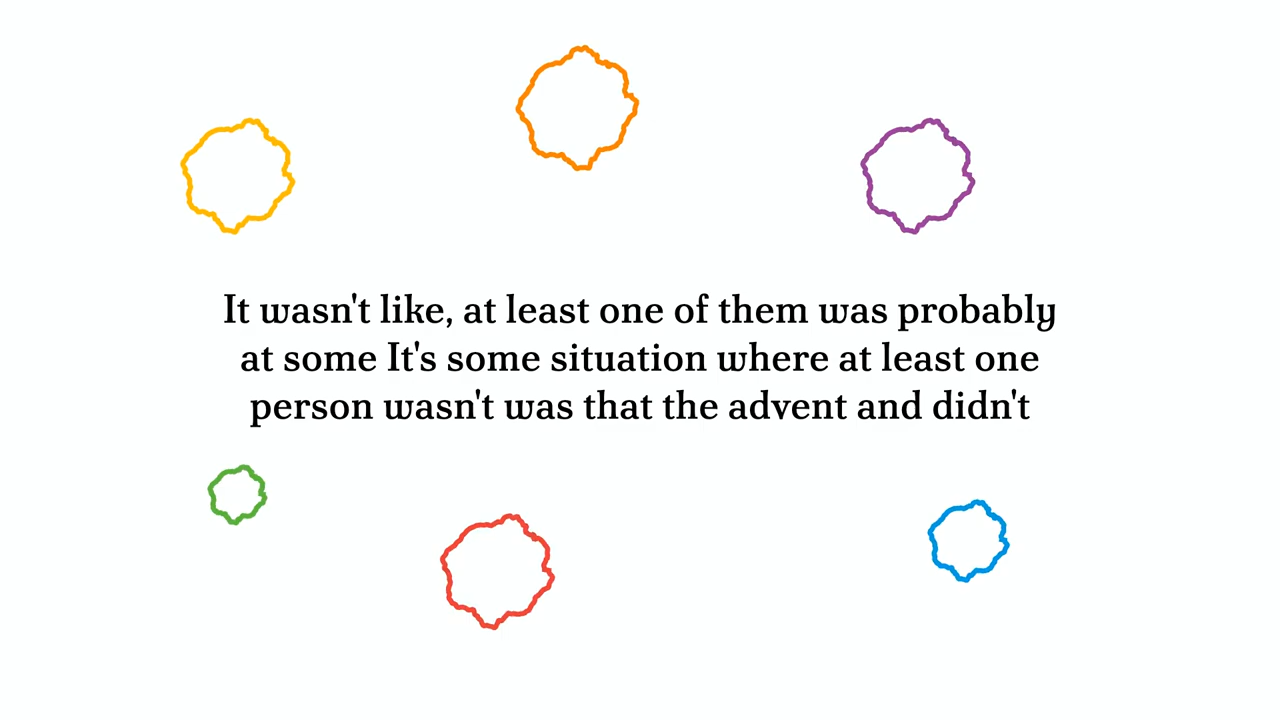 It wasn't like, at least one of them was probably
at some It's some situation where at least one
person wasn't was that the advent and didn't